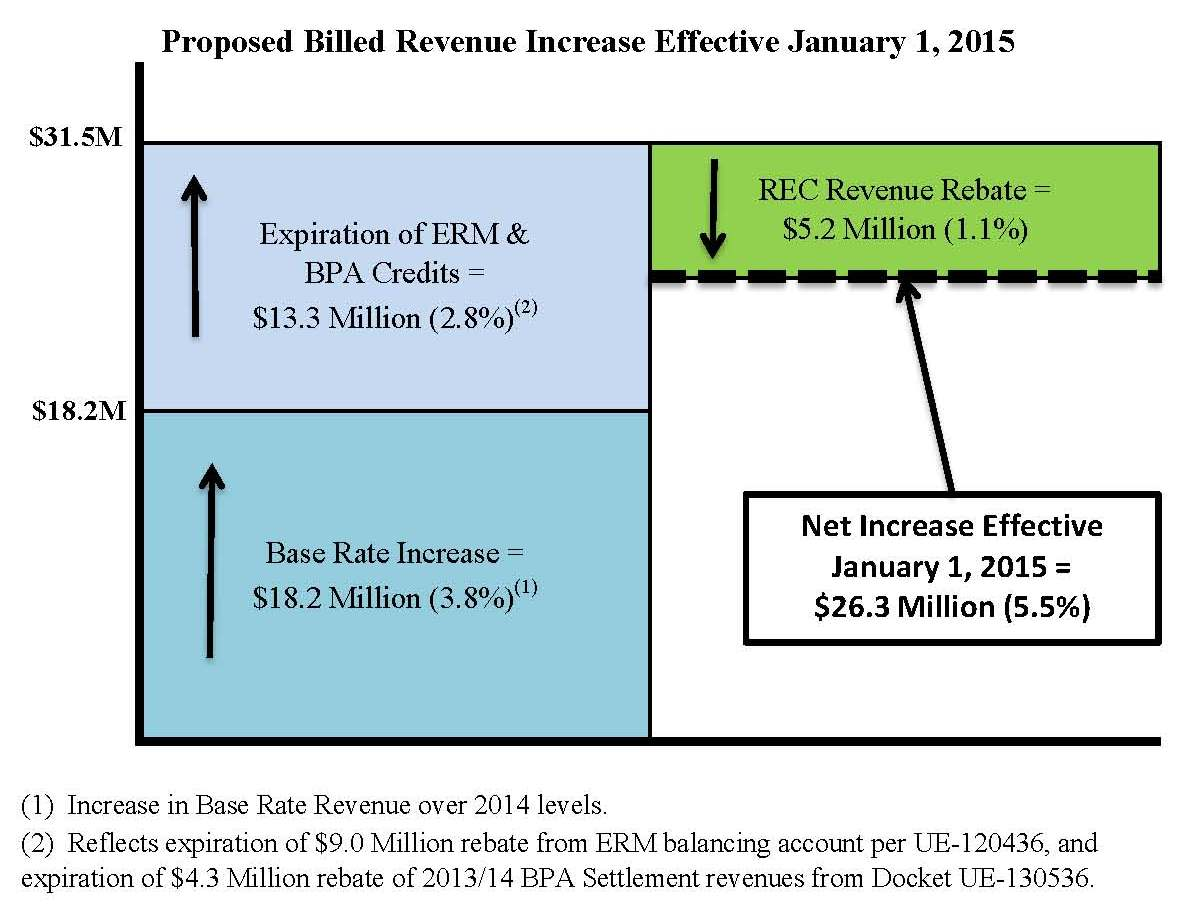 Proposed Billed Revenue Increase Effective January 1, 2015
$31.5M
Expiration of ERM &
BPA Credits =
$13.3 Million (2.8%)(2)
REC Revenue Rebate =
$5.2 Million (1.1%)
$18.2M
Base Rate Increase =
$18.2 Million (3.8%)(1)
Net Increase Effective
January 1, 2015 =
$26.3 Million (5.5%)
(1) Increase in Base Rate Revenue over 2014 levels.
(2) Reflects expiration of $9.0 Million rebate from ERM balancing account per UE-120436, and
expiration of $4.3 Million rebate of 2013/14 BPA Settlement revenues from Docket UE-130536.